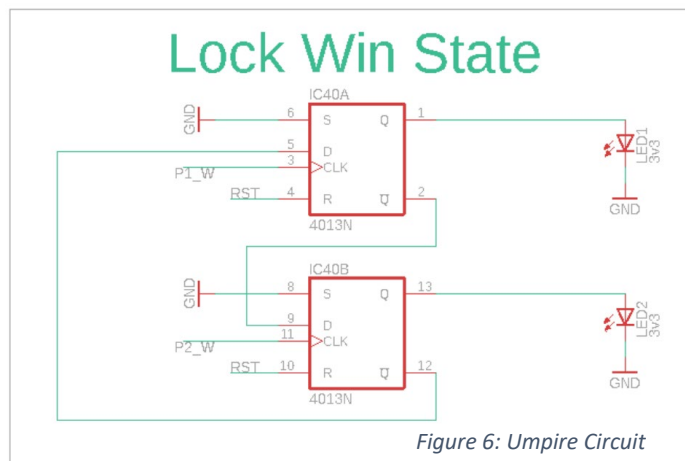 Lock Win State
IC40A
GND
6 S Q 1
5 D
3 CLK
P1_W
RST 4 R Q 2
4013N
LED1
3v3
GND
IC40B
GND
8 S Q 13
9 D
11 CLK
P2_W
RST 10 R Q 12
4013N
LED2
3v3
GND
Figure 6: Umpire Circuit